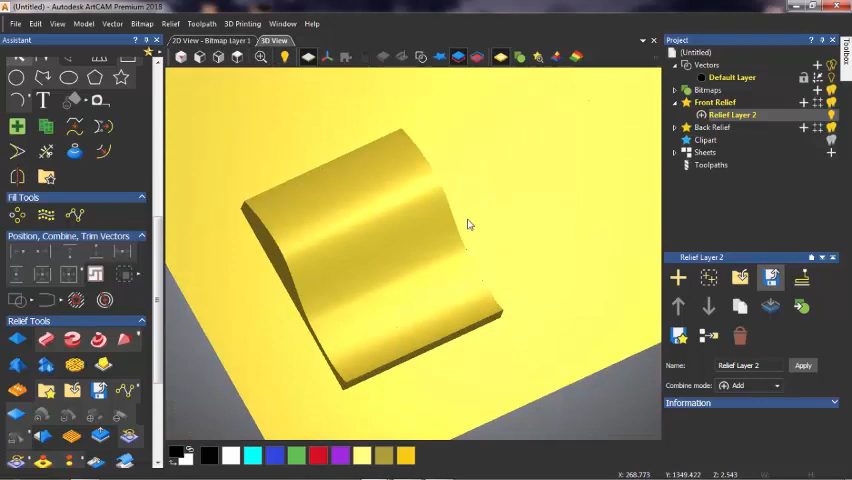 (Untitled) - Autodesk ArtCAM Premium 2018
File Edit View Model Vector Bitmap Relief Toolpath 3D Printing Window Help
Assistant
2D View - Bitmap Layer 1 3D View
Project
Toolbox
(Untitled)
Vectors
Default Layer
Bitmaps
Front Relief
Relief Layer 2
Back Relief
Clipart
Sheets
Toolpaths
T
Fill Tools
Position, Combine, Trim Vectors
Relief Tools
Relief Layer 2
Name: Relief Layer 2 Apply
Combine mode: Add
Information
X: 268.773 Y: 1349.422 Z: 2.543 W: H: